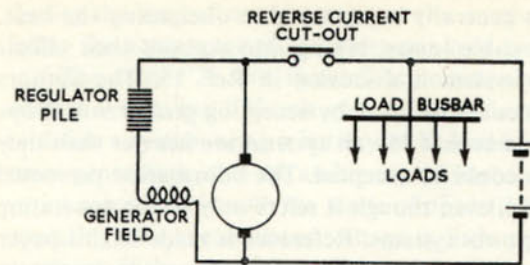 REVERSE CURRENT
CUT-OUT
REGULATOR
PILE
LOAD BUSBAR
LOADS
GENERATOR
FIELD